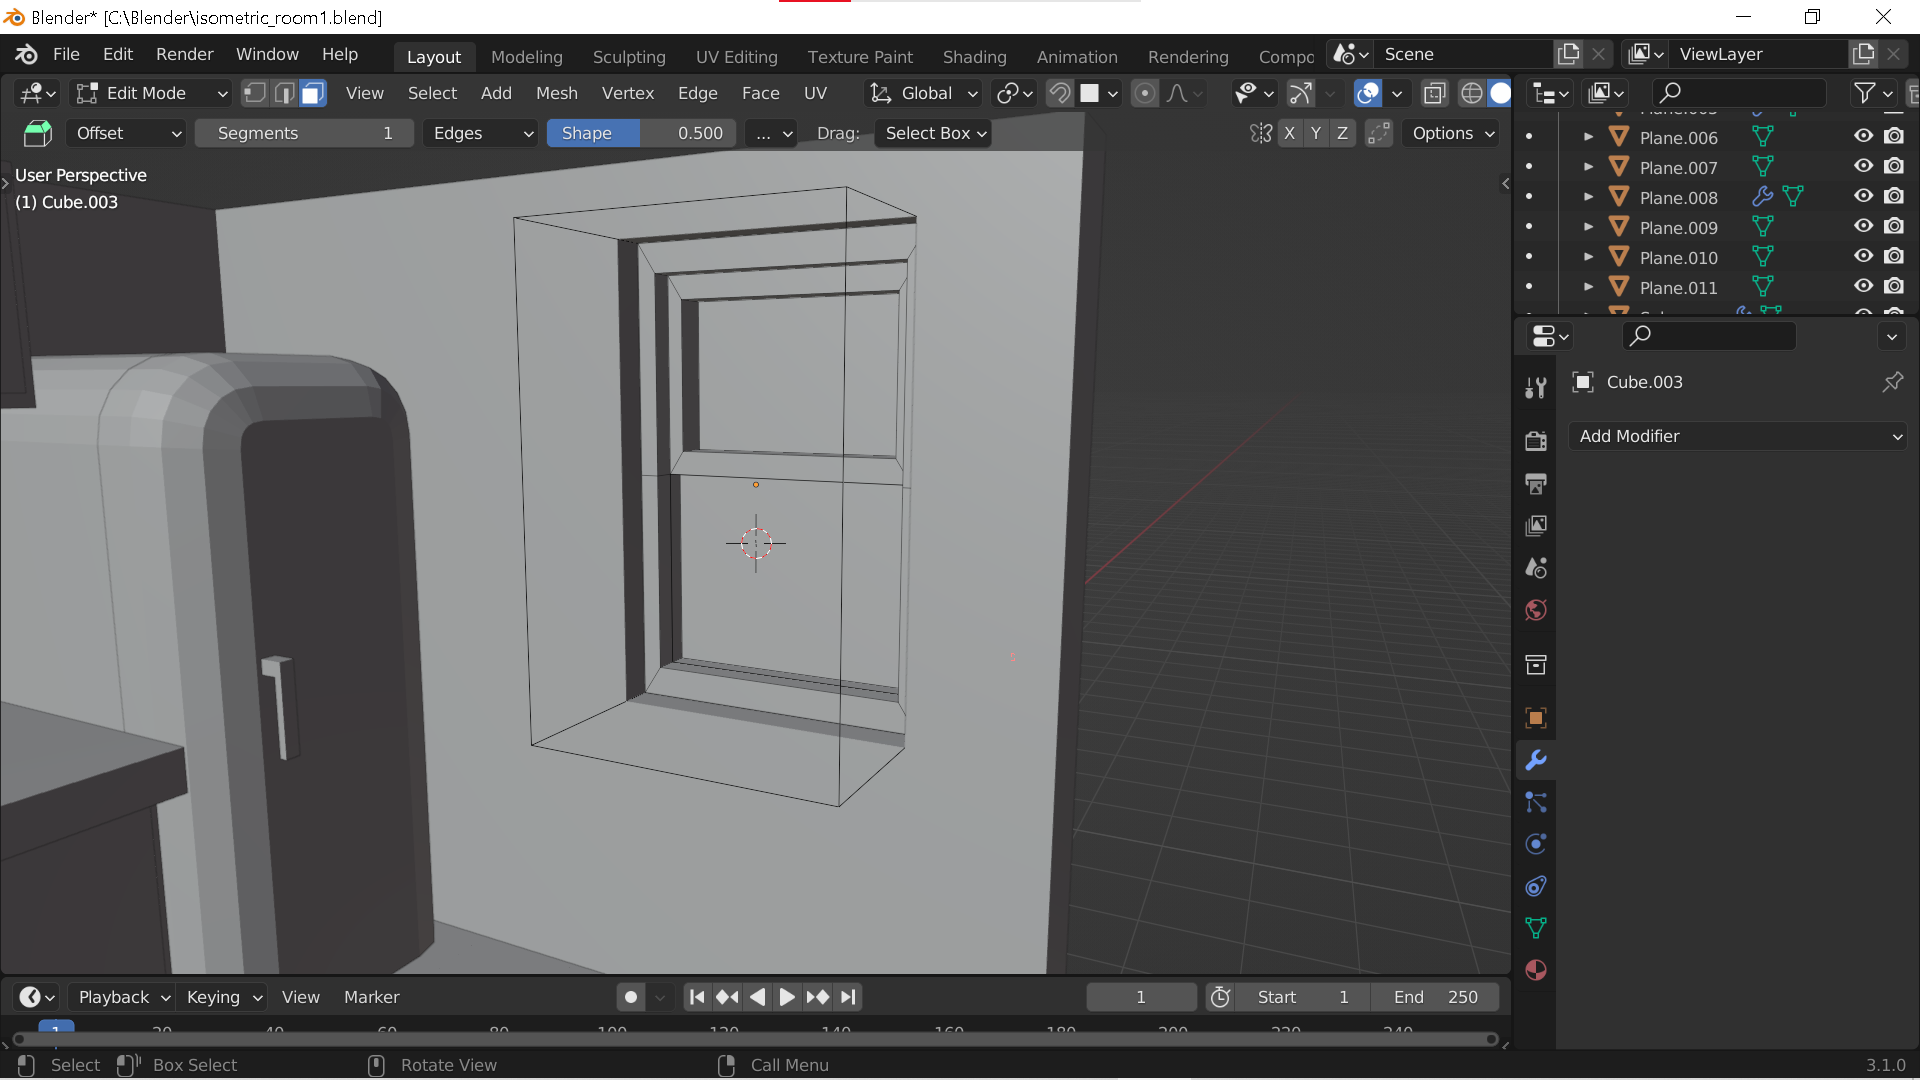 Blender* [C:\Blender\isometric_room1.blend]
File Edit Render Window Help Layout Modeling Sculpting UV Editing Texture Paint Shading Animation Rendering Compo Scene ViewLayer
Edit Mode View Select Add Mesh Vertex Edge Face UV Global
Offset Segments 1 Edges Shape 0.500 ... Drag: Select Box X Y Z Options
User Perspective
(1) Cube.003
Plane.006
Plane.007
Plane.008
Plane.009
Plane.010
Plane.011
Cube.003
Add Modifier
Playback Keying View Marker 1 Start 1 End 250
1 20 40 60 80 100 120 140 160 180 200 220 240
Select Box Select Rotate View Call Menu 3.1.0